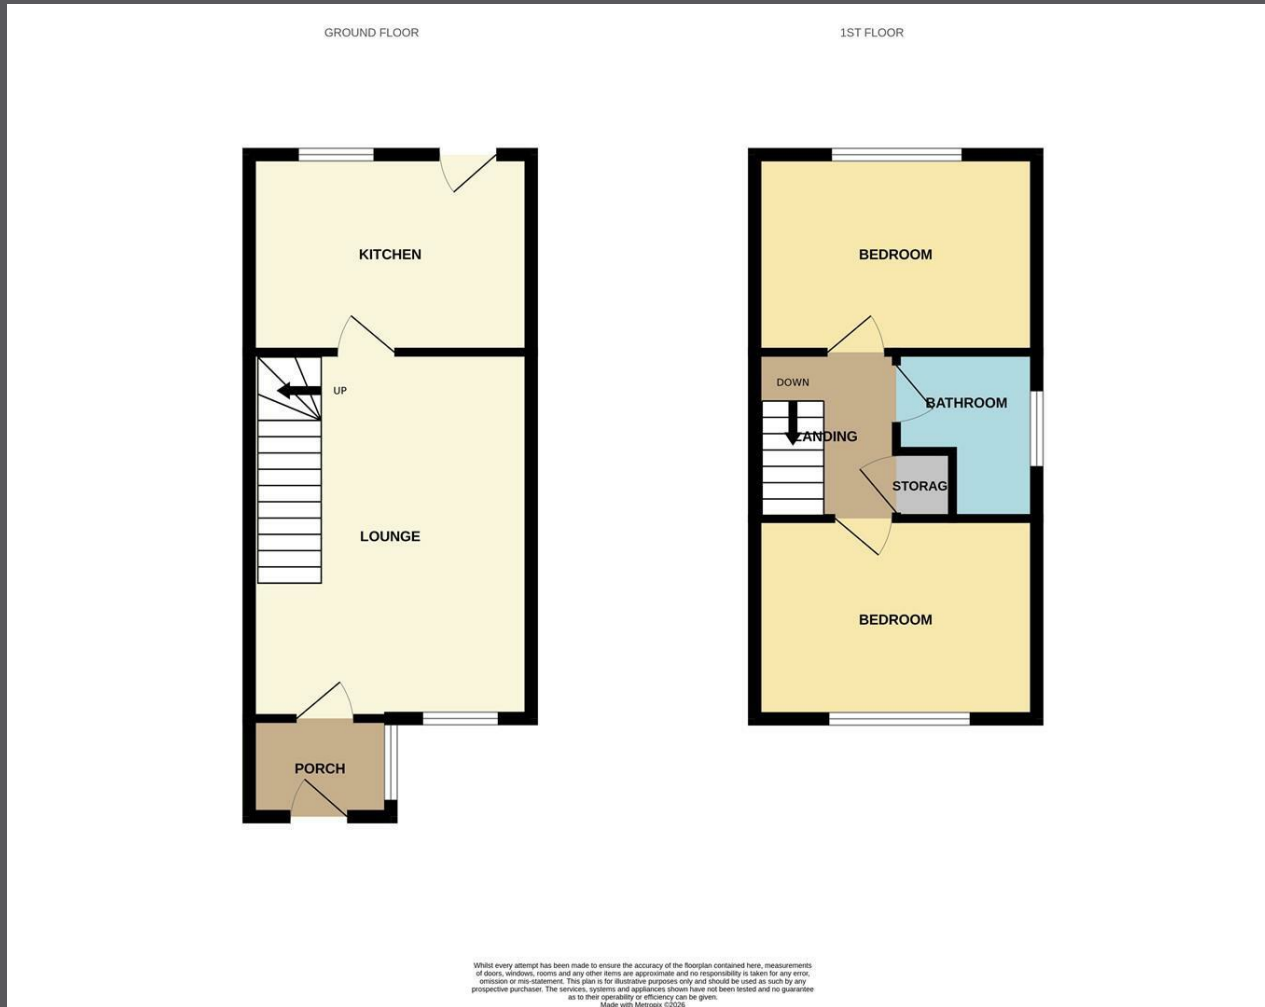 GROUND FLOOR
1ST FLOOR
KITCHEN
UP
LOUNGE
PORCH
BEDROOM
DOWN
BATHROOM
LANDING
STORAG
BEDROOM
Whilst every attempt has been made to ensure the accuracy of the floorplan contained here, measurements
of doors, windows, rooms and any other items are approximate and no responsibility is taken for any error,
omission or mis-statement. This plan is for illustrative purposes only and should be used as such by any
prospective purchaser. The services, systems and appliances shown have not been tested and no guarantee
as to their operability or efficiency can be given.
Made with Metropix ©2026